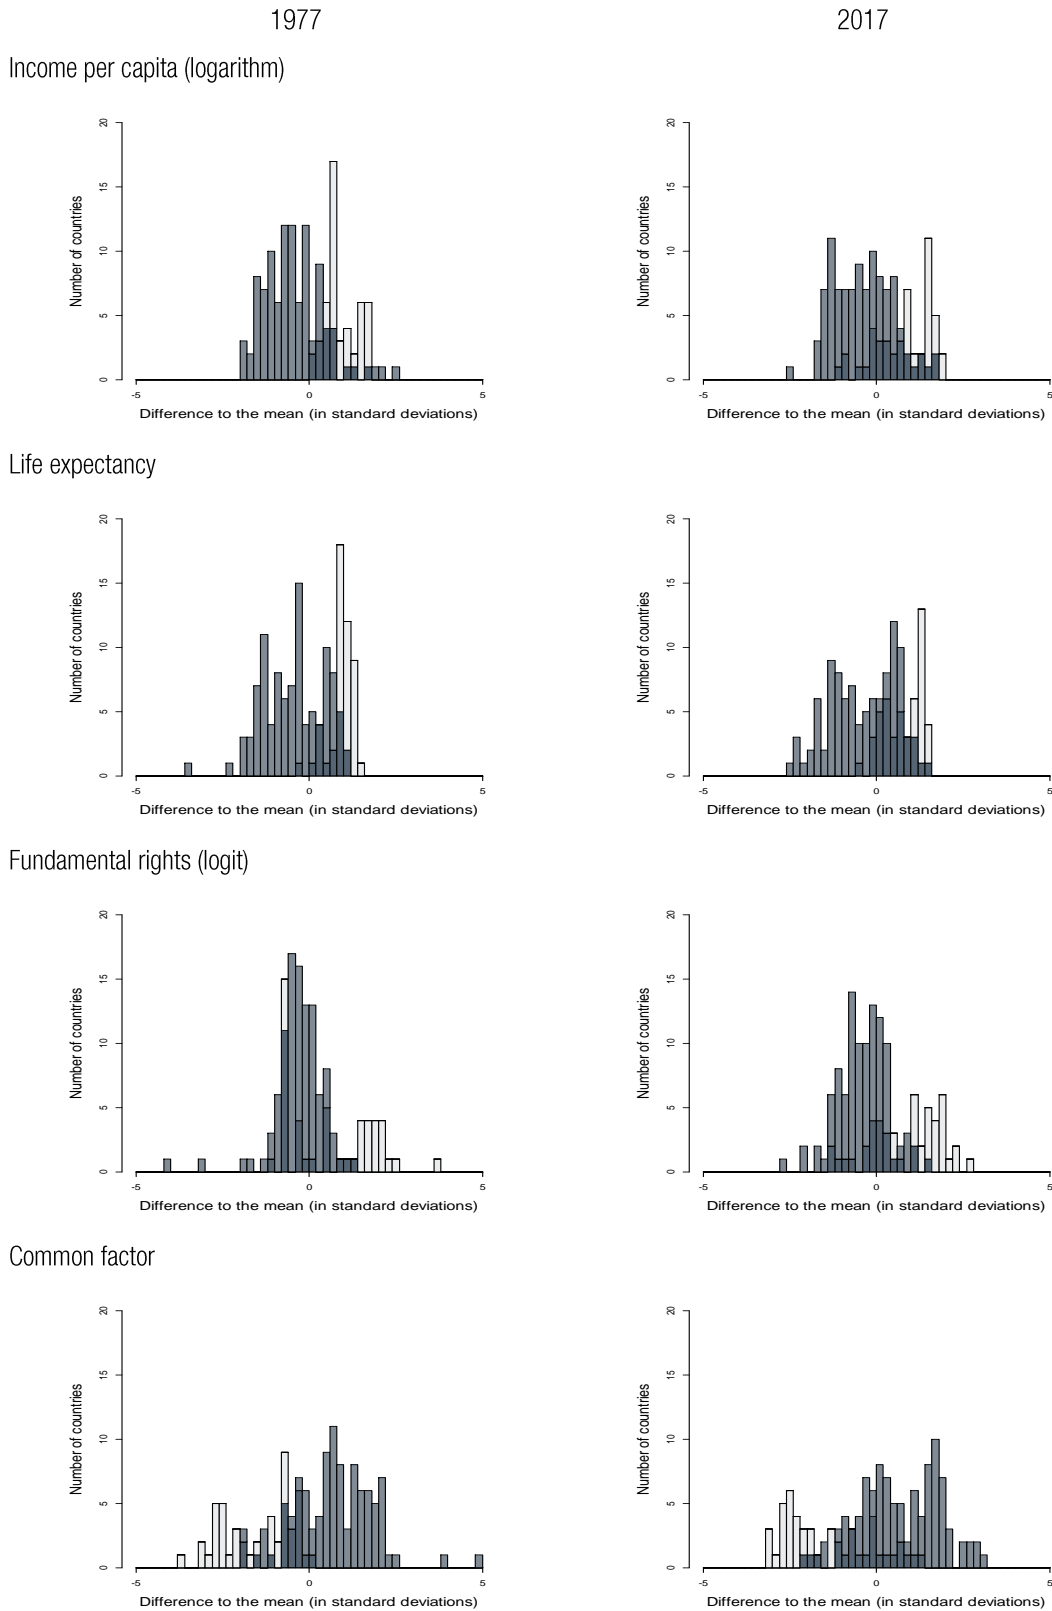 1977 2017
Income per capita (logarithm)
20 20
15 15
10 10
5 5
0 0
Number of countries Number of countries
-5 0 5 -5 0 5
Difference to the mean (in standard deviations) Difference to the mean (in standard deviations)
Life expectancy
20 20
15 15
10 10
5 5
0 0
Number of countries Number of countries
-5 0 5 -5 0 5
Difference to the mean (in standard deviations) Difference to the mean (in standard deviations)
Fundamental rights (logit)
20 20
15 15
10 10
5 5
0 0
Number of countries Number of countries
-5 0 5 -5 0 5
Difference to the mean (in standard deviations) Difference to the mean (in standard deviations)
Common factor
20 20
15 15
10 10
5 5
0 0
Number of countries Number of countries
-5 0 5 -5 0 5
Difference to the mean (in standard deviations) Difference to the mean (in standard deviations)